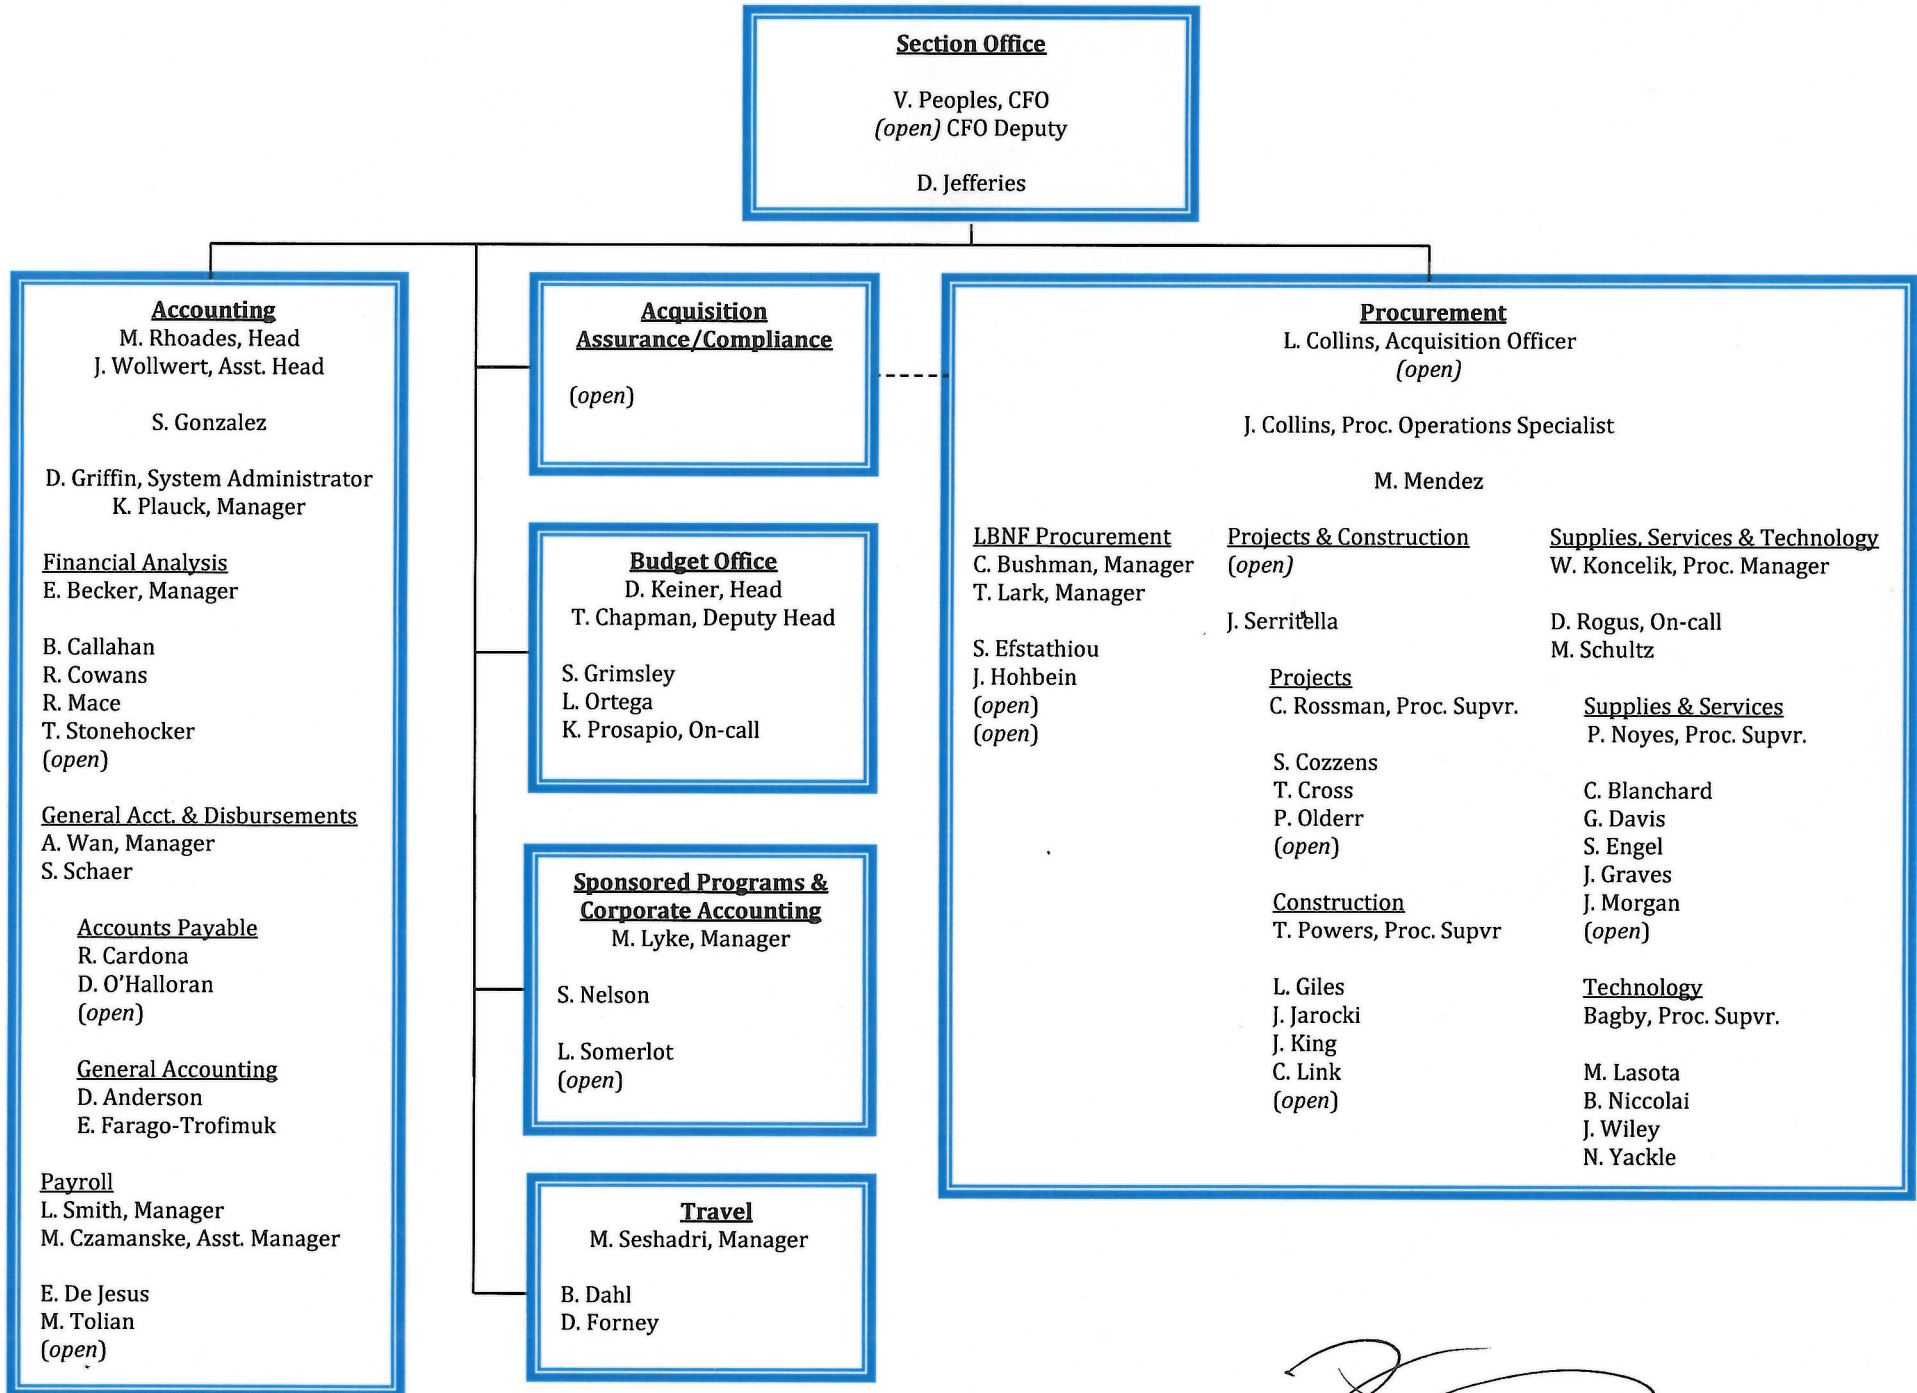 Section Office
V. Peoples, CFO
(open) CFO Deputy
D. Jefferies
Accounting
M. Rhoades, Head
J. Wollwert, Asst. Head
S. Gonzalez
D. Griffin, System Administrator
K. Plauck, Manager
Financial Analysis
E. Becker, Manager
B. Callahan
R. Cowans
R. Mace
T. Stonehocker
(open)
General Acct. & Disbursements
A. Wan, Manager
S. Schaer
Accounts Payable
R. Cardona
D. O'Halloran
(open)
General Accounting
D. Anderson
E. Farago-Trofimuk
Payroll
L. Smith, Manager
M. Czamanske, Asst. Manager
E. De Jesus
M. Tolian
(open)
Acquisition
Assurance/Compliance
(open)
Budget Office
D. Keiner, Head
T. Chapman, Deputy Head
S. Grimsley
L. Ortega
K. Prosapio, On-call
Sponsored Programs &
Corporate Accounting
M. Lyke, Manager
S. Nelson
L. Somerlot
(open)
Travel
M. Seshadri, Manager
B. Dahl
D. Forney
Procurement
L. Collins, Acquisition Officer
(open)
J. Collins, Proc. Operations Specialist
M. Mendez
LBNF Procurement
C. Bushman, Manager
T. Lark, Manager
S. Efstathiou
J. Hohbein
(open)
(open)
Projects & Construction
(open)
J. Serritella
Projects
C. Rossman, Proc. Supvr.
S. Cozzens
T. Cross
P. Olderr
(open)
Construction
T. Powers, Proc. Supvr
L. Giles
J. Jarocki
J. King
C. Link
(open)
Supplies, Services & Technology
W. Koncelik, Proc. Manager
D. Rogus, On-call
M. Schultz
Supplies & Services
P. Noyes, Proc. Supvr.
C. Blanchard
G. Davis
S. Engel
J. Graves
J. Morgan
(open)
Technology
Bagby, Proc. Supvr.
M. Lasota
B. Niccolai
J. Wiley
N. Yackle